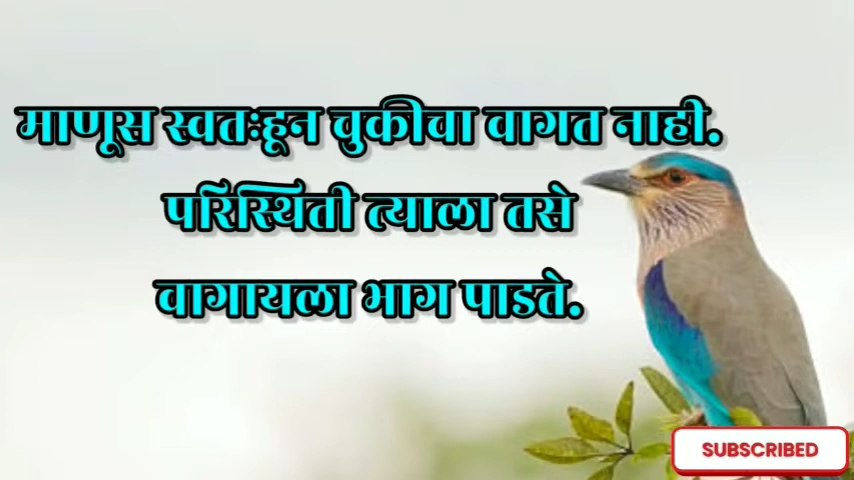 माणूस स्वतःहून चुकीचा वागत नाही.
परिस्थिती त्याला तसे
वागायला भाग पाडते.
SUBSCRIBED